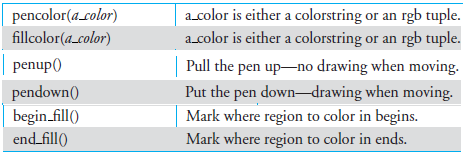 pencolor(a_color) a_color is either a colorstring or an rgb tuple.
fillcolor(a_color) a_color is either a colorstring or an rgb tuple.
penup() Pull the pen up—no drawing when moving.
pendown() Put the pen down—drawing when moving.
begin_fill() Mark where region to color in begins.
end_fill() Mark where region to color in ends.